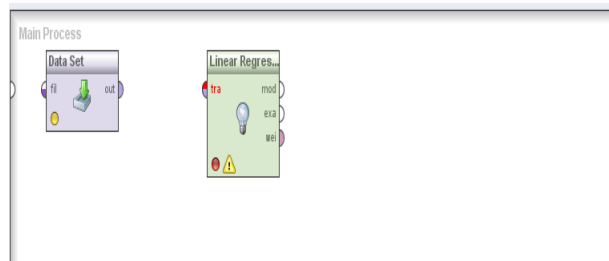 Main Process
Data Set
fil
out
Linear Regres...
tra
mod
exa
wei